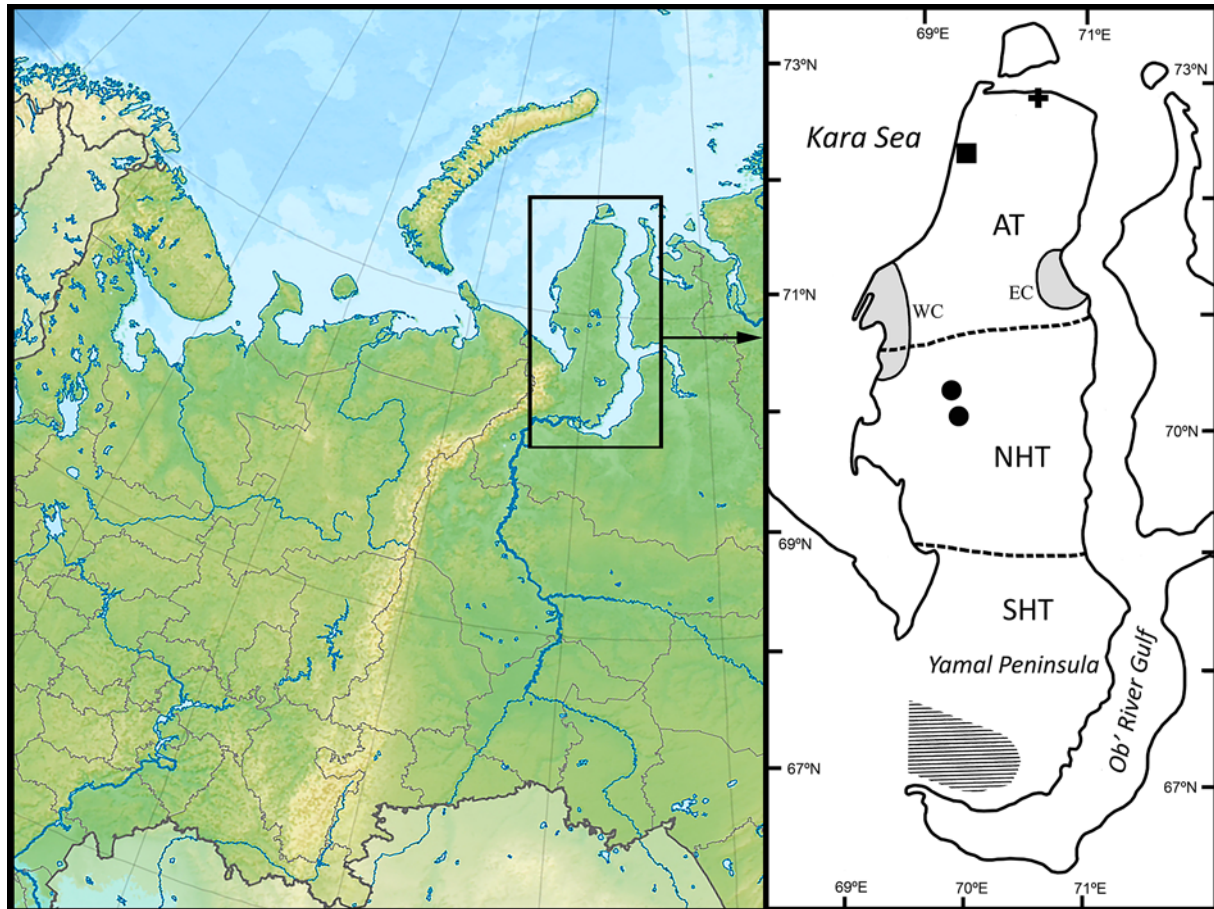 69ºE
71ºE
73ºN
73ºN
Kara Sea
AT
EC
WC
71ºN
NHT
70ºN
69ºN
SHT
Yamal Peninsula
Ob' River Gulf
67ºN
67ºN
69ºE
70ºE
71ºE